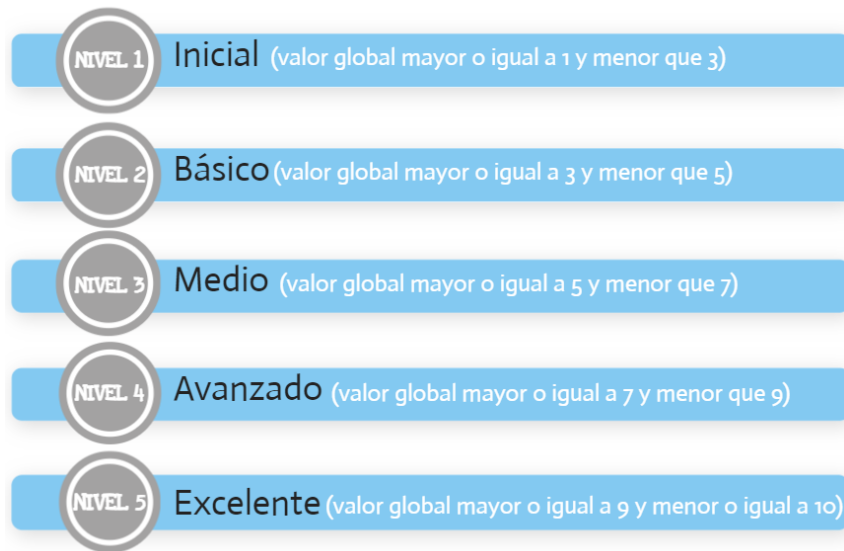 NIVEL 1 Inicial (valor global mayor o igual a 1 y menor que 3)
NIVEL 2 Básico (valor global mayor o igual a 3 y menor que 5)
NIVEL 3 Medio (valor global mayor o igual a 5 y menor que 7)
NIVEL 4 Avanzado (valor global mayor o igual a 7 y menor que 9)
NIVEL 5 Excelente (valor global mayor o igual a 9 y menor o igual a 10)